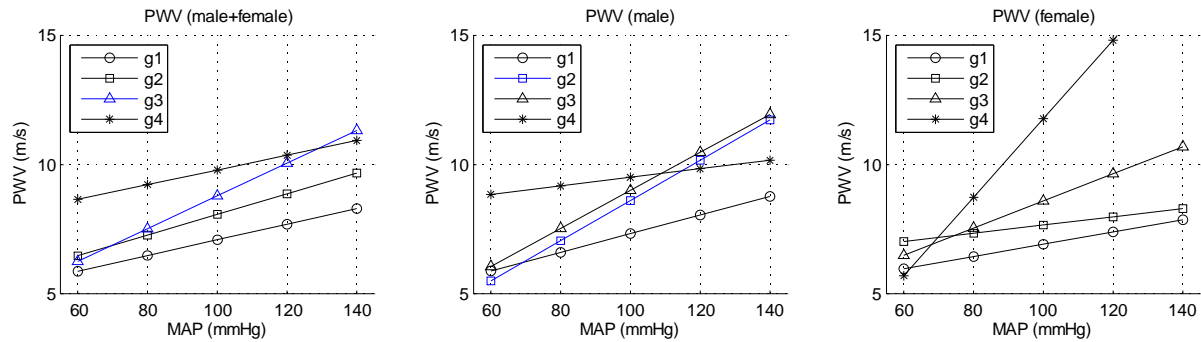 PWV (male+female)
15
10
5
PWV (m/s)
g1
g2
g3
g4
60 80 100 120 140
MAP (mmHg)
PWV (male)
15
10
5
PWV (m/s)
g1
g2
g3
g4
60 80 100 120 140
MAP (mmHg)
PWV (female)
15
10
5
PWV (m/s)
g1
g2
g3
g4
60 80 100 120 140
MAP (mmHg)